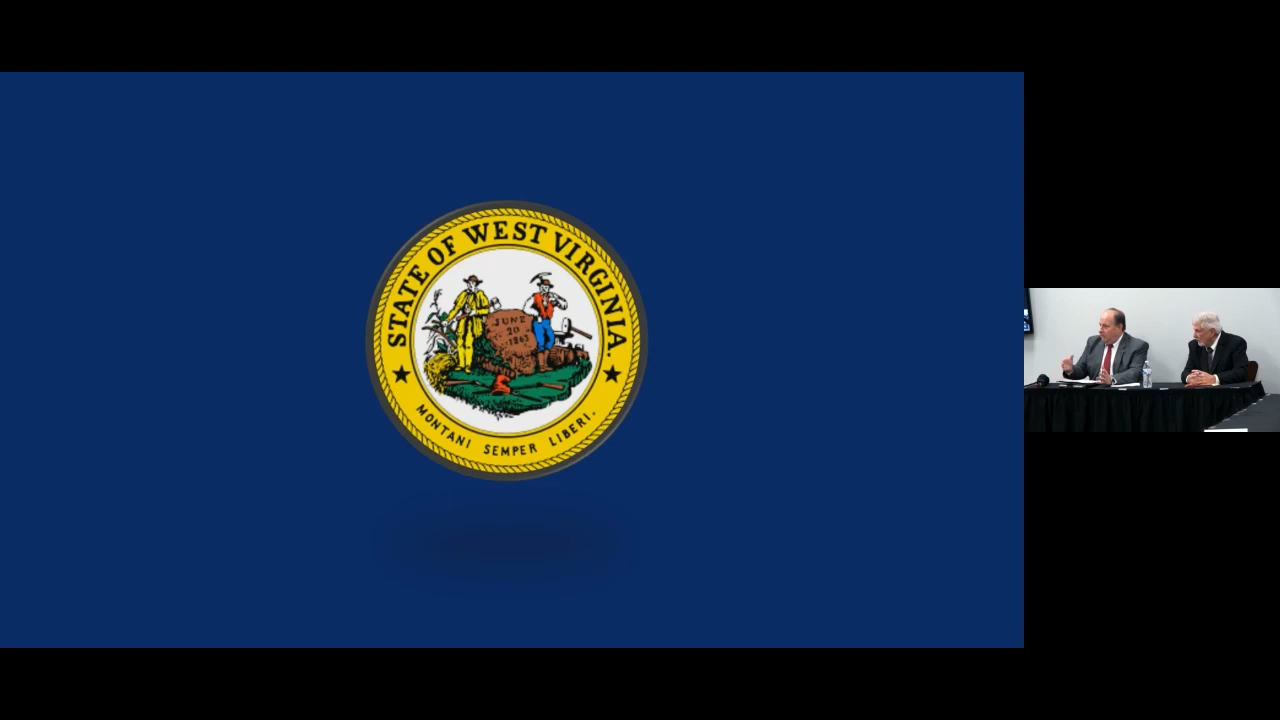 STATE OF WEST VIRGINIA.
JUNE
20
1863
MONTANI SEMPER LIBERI.